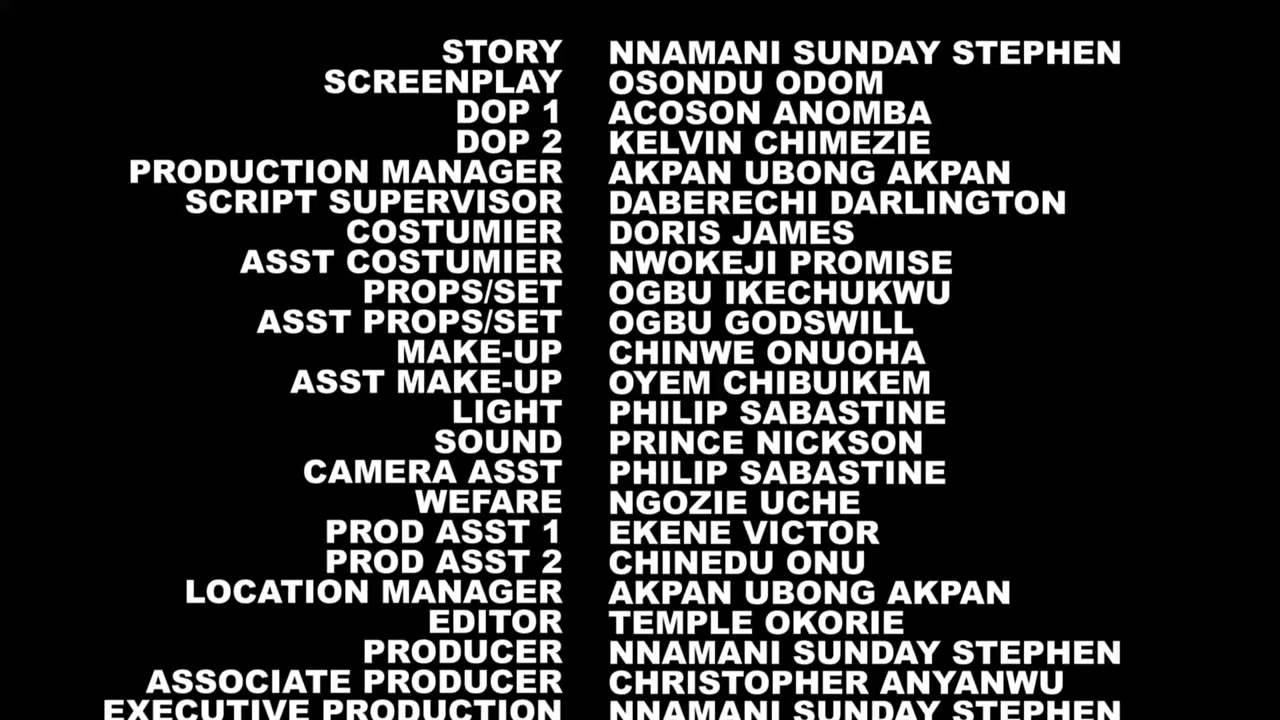 STORY NNAMANI SUNDAY STEPHEN
SCREENPLAY OSONDU ODOM
DOP 1 ACOSON ANOMBA
DOP 2 KELVIN CHIMEZIE
PRODUCTION MANAGER AKPAN UBONG AKPAN
SCRIPT SUPERVISOR DABERECHI DARLINGTON
COSTUMIER DORIS JAMES
ASST COSTUMIER NWOKEJI PROMISE
PROPS/SET OGBU IKECHUKWU
ASST PROPS/SET OGBU GODSWILL
MAKE-UP CHINWE ONUOHA
ASST MAKE-UP OYEM CHIBUIKEM
LIGHT PHILIP SABASTINE
SOUND PRINCE NICKSON
CAMERA ASST PHILIP SABASTINE
WEFARE NGOZIE UCHE
PROD ASST 1 EKENE VICTOR
PROD ASST 2 CHINEDU ONU
LOCATION MANAGER AKPAN UBONG AKPAN
EDITOR TEMPLE OKORIE
PRODUCER NNAMANI SUNDAY STEPHEN
ASSOCIATE PRODUCER CHRISTOPHER ANYANWU
EXECUTIVE PRODUCTION NNAMANI SUNDAY STEPHEN